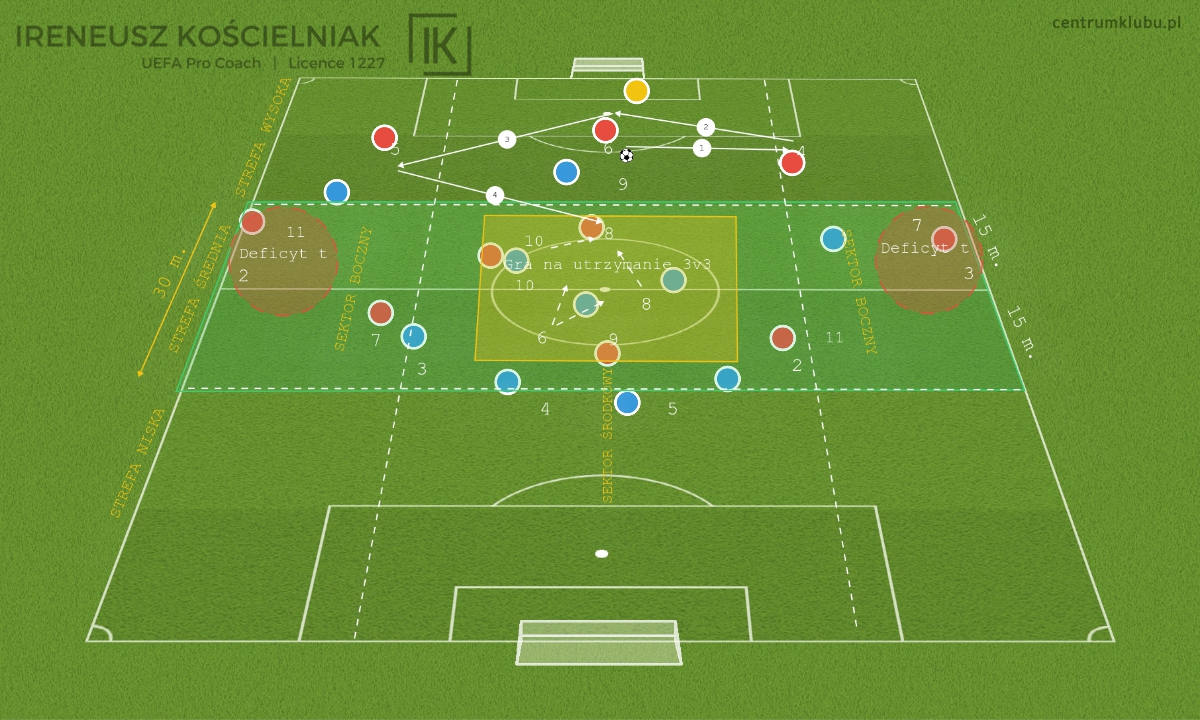 IRENEUSZ KOŚCIELNIAK
UEFA Pro Coach | Licence 1227
IK
centrumklubu.pl
STREFA WYSOKA
STREFA ŚREDNIA
STREFA NISKA
30 m.
15 m.
15 m.
SEKTOR BOCZNY
SEKTOR BOCZNY
SEKTOR ŚRODKOWY
5
3
6
2
1
4
9
4
11
Deficyt t
2
10
8
Gra na utrzymanie 3v3
10
8
6
9
7
Deficyt t
3
7
3
11
2
4
5